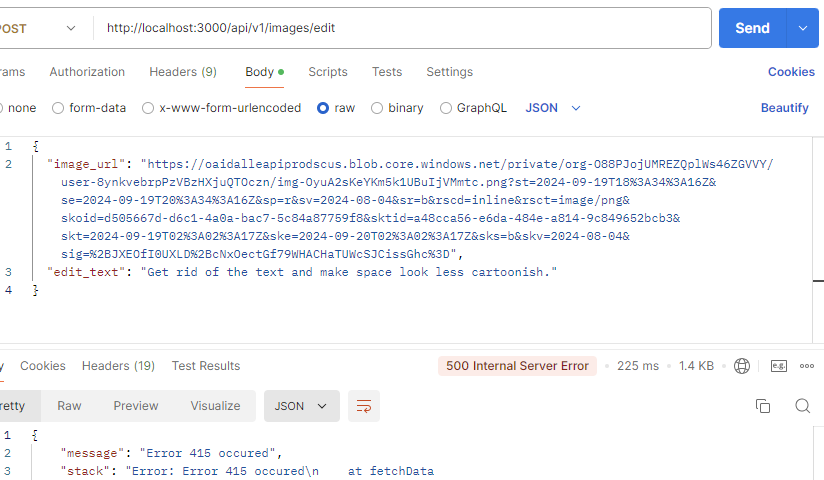 POST http://localhost:3000/api/v1/images/edit Send
rams Authorization Headers (9) Body Scripts Tests Settings Cookies
none form-data x-www-form-urlencoded raw binary GraphQL JSON Beautify
1 {
2 "image_url": "https://oaidalleapiprodscus.blob.core.windows.net/private/org-O88PJojUMREZQplWs46ZGVVY/
user-8ynkvebrpPzVBzHXjuQTOczn/img-OyuA2sKeYKm5k1UBuIjVMmtc.png?st=2024-09-19T18%3A34%3A16Z&
se=2024-09-19T20%3A34%3A16Z&sp=r&sv=2024-08-04&sr=b&rscd=inline&rsct=image/png&
skoid=d505667d-d6c1-4a0a-bac7-5c84a87759f8&sktid=a48cca56-e6da-484e-a814-9c849652bcb3&
skt=2024-09-19T02%3A02%3A17Z&ske=2024-09-20T02%3A02%3A17Z&sks=b&skv=2024-08-04&
sig=%2BJXEOfI0UXLD%2BcNxOectGf79WHACHaTUWcSJCissGhc%3D",
3 "edit_text": "Get rid of the text and make space look less cartoonish."
4 }
y Cookies Headers (19) Test Results 500 Internal Server Error 225 ms 1.4 KB e.g.
retty Raw Preview Visualize JSON
1 {
2 "message": "Error 415 occured",
3 "stack": "Error: Error 415 occured\n    at fetchData